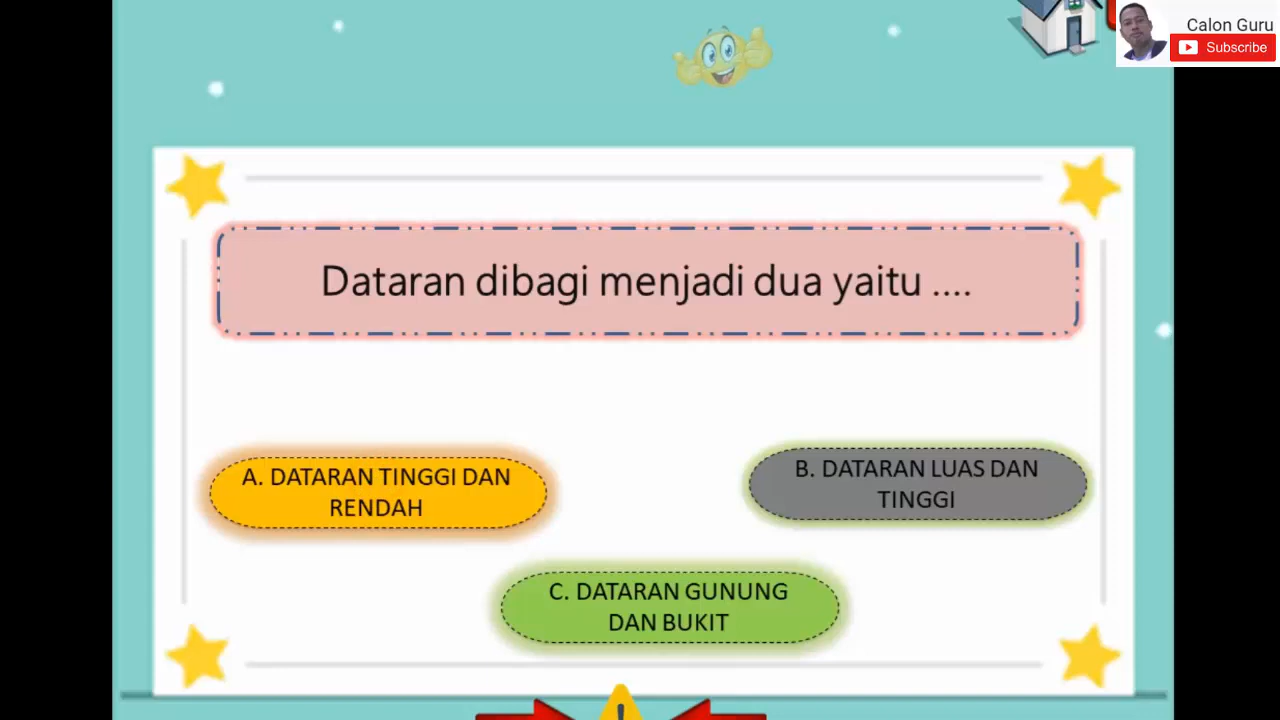 Calon Guru
Subscribe
Dataran dibagi menjadi dua yaitu ....
A. DATARAN TINGGI DAN
RENDAH
B. DATARAN LUAS DAN
TINGGI
C. DATARAN GUNUNG
DAN BUKIT